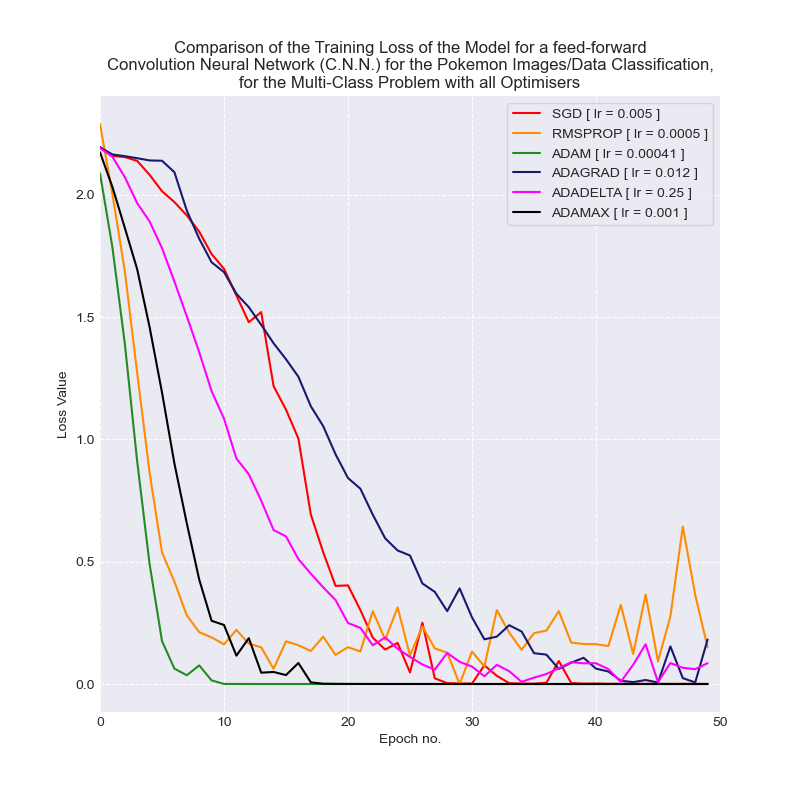 Comparison of the Training Loss of the Model for a feed-forward
Convolution Neural Network (C.N.N.) for the Pokemon Images/Data Classification,
for the Multi-Class Problem with all Optimisers
SGD [ lr = 0.005 ]
RMSPROP [ lr = 0.0005 ]
ADAM [ lr = 0.00041 ]
ADAGRAD [ lr = 0.012 ]
ADADELTA [ lr = 0.25 ]
ADAMAX [ lr = 0.001 ]
Loss Value
2.0
1.5
1.0
0.5
0.0
0 10 20 30 40 50
Epoch no.